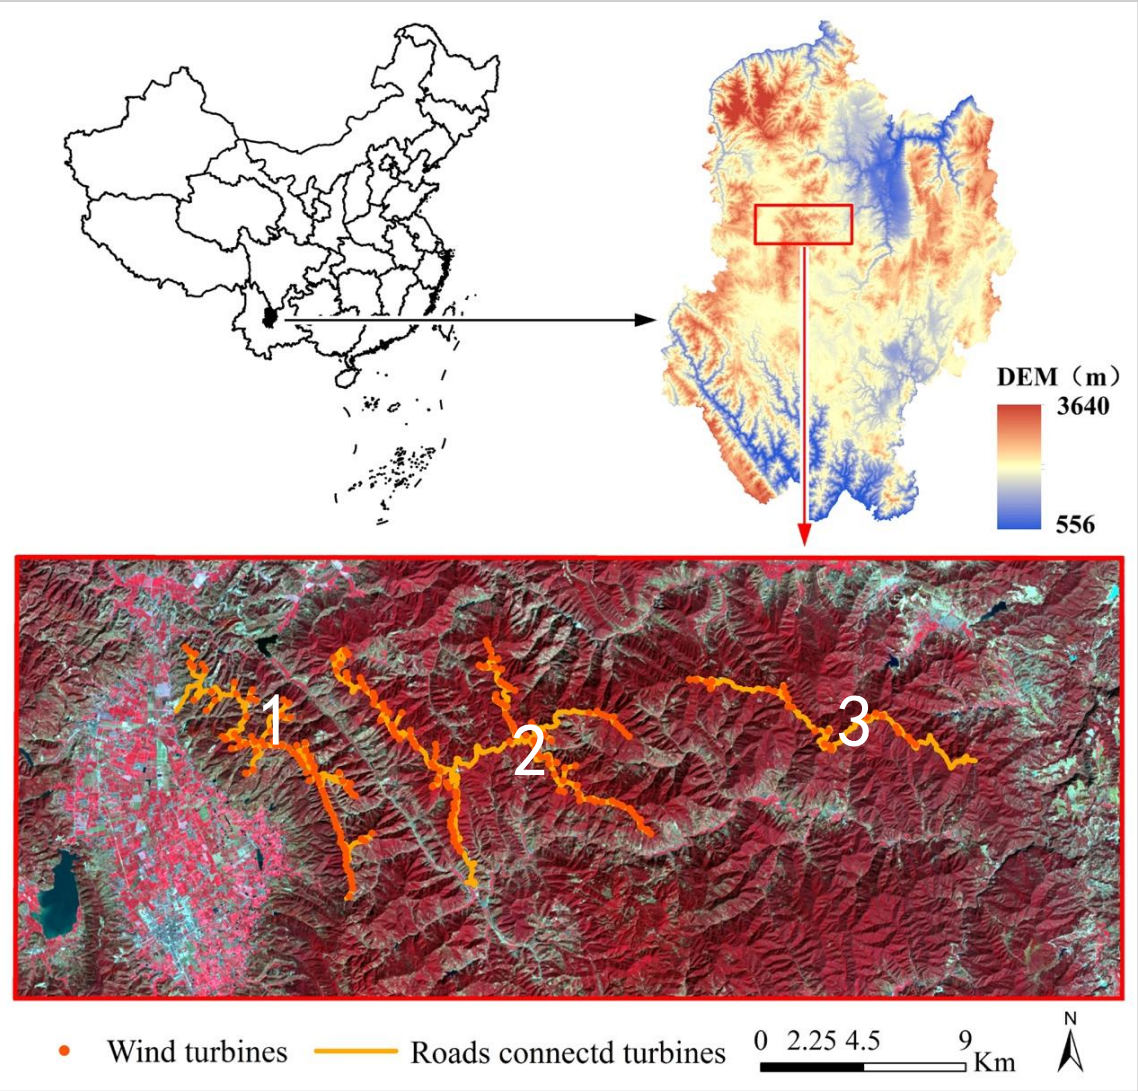 DEM（m）
3640
556
1
2
3
Wind turbines
Roads connectd turbines
0 2.25 4.5 9
Km
N